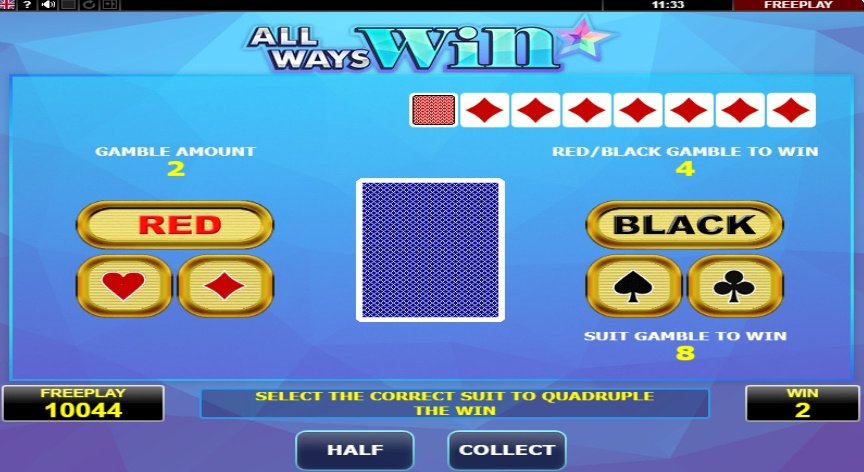 ?
11:33
FREEPLAY
ALL
WAYS
Win
GAMBLE AMOUNT
2
RED/BLACK GAMBLE TO WIN
4
RED
BLACK
SUIT GAMBLE TO WIN
8
FREEPLAY
10044
SELECT THE CORRECT SUIT TO QUADRUPLE
THE WIN
WIN
2
HALF
COLLECT